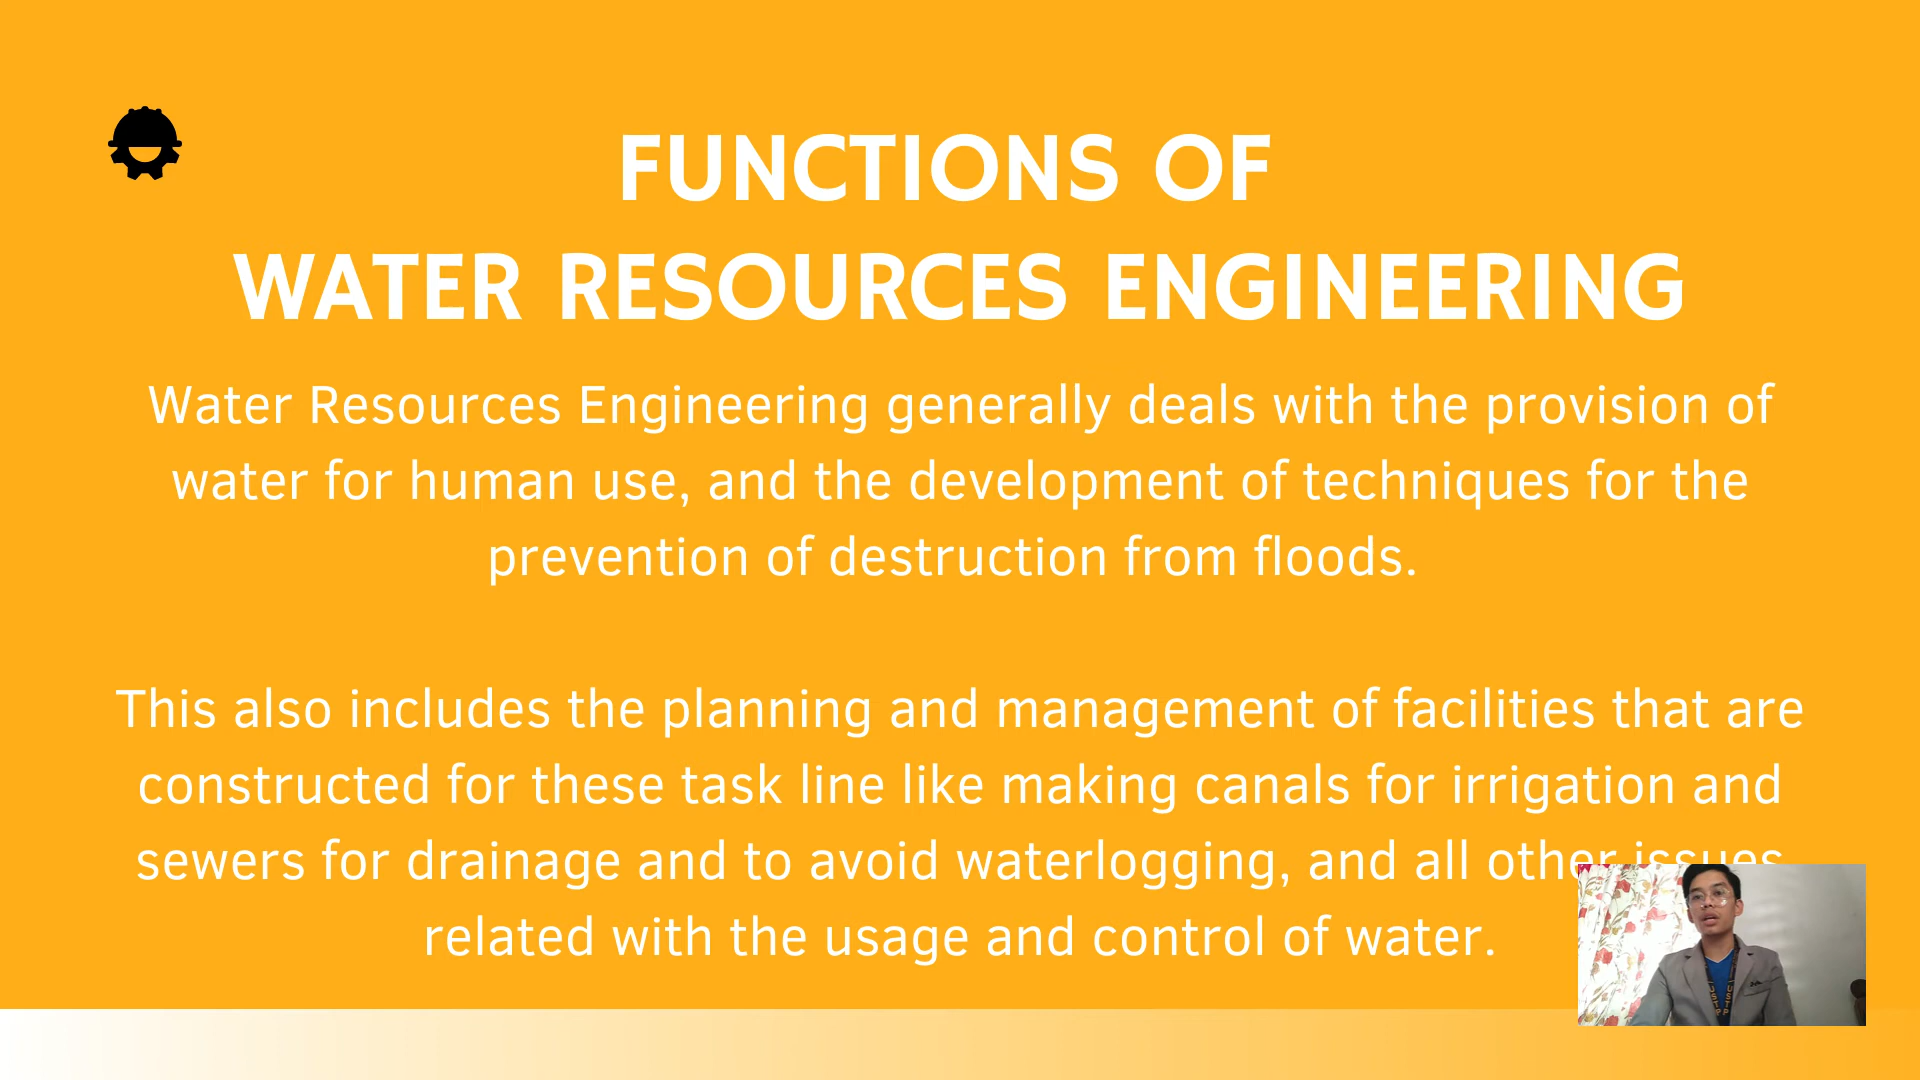 FUNCTIONS OF
WATER RESOURCES ENGINEERING
Water Resources Engineering generally deals with the provision of
water for human use, and the development of techniques for the
prevention of destruction from floods.
This also includes the planning and management of facilities that are
constructed for these task line like making canals for irrigation and
sewers for drainage and to avoid waterlogging, and all other issues
related with the usage and control of water.